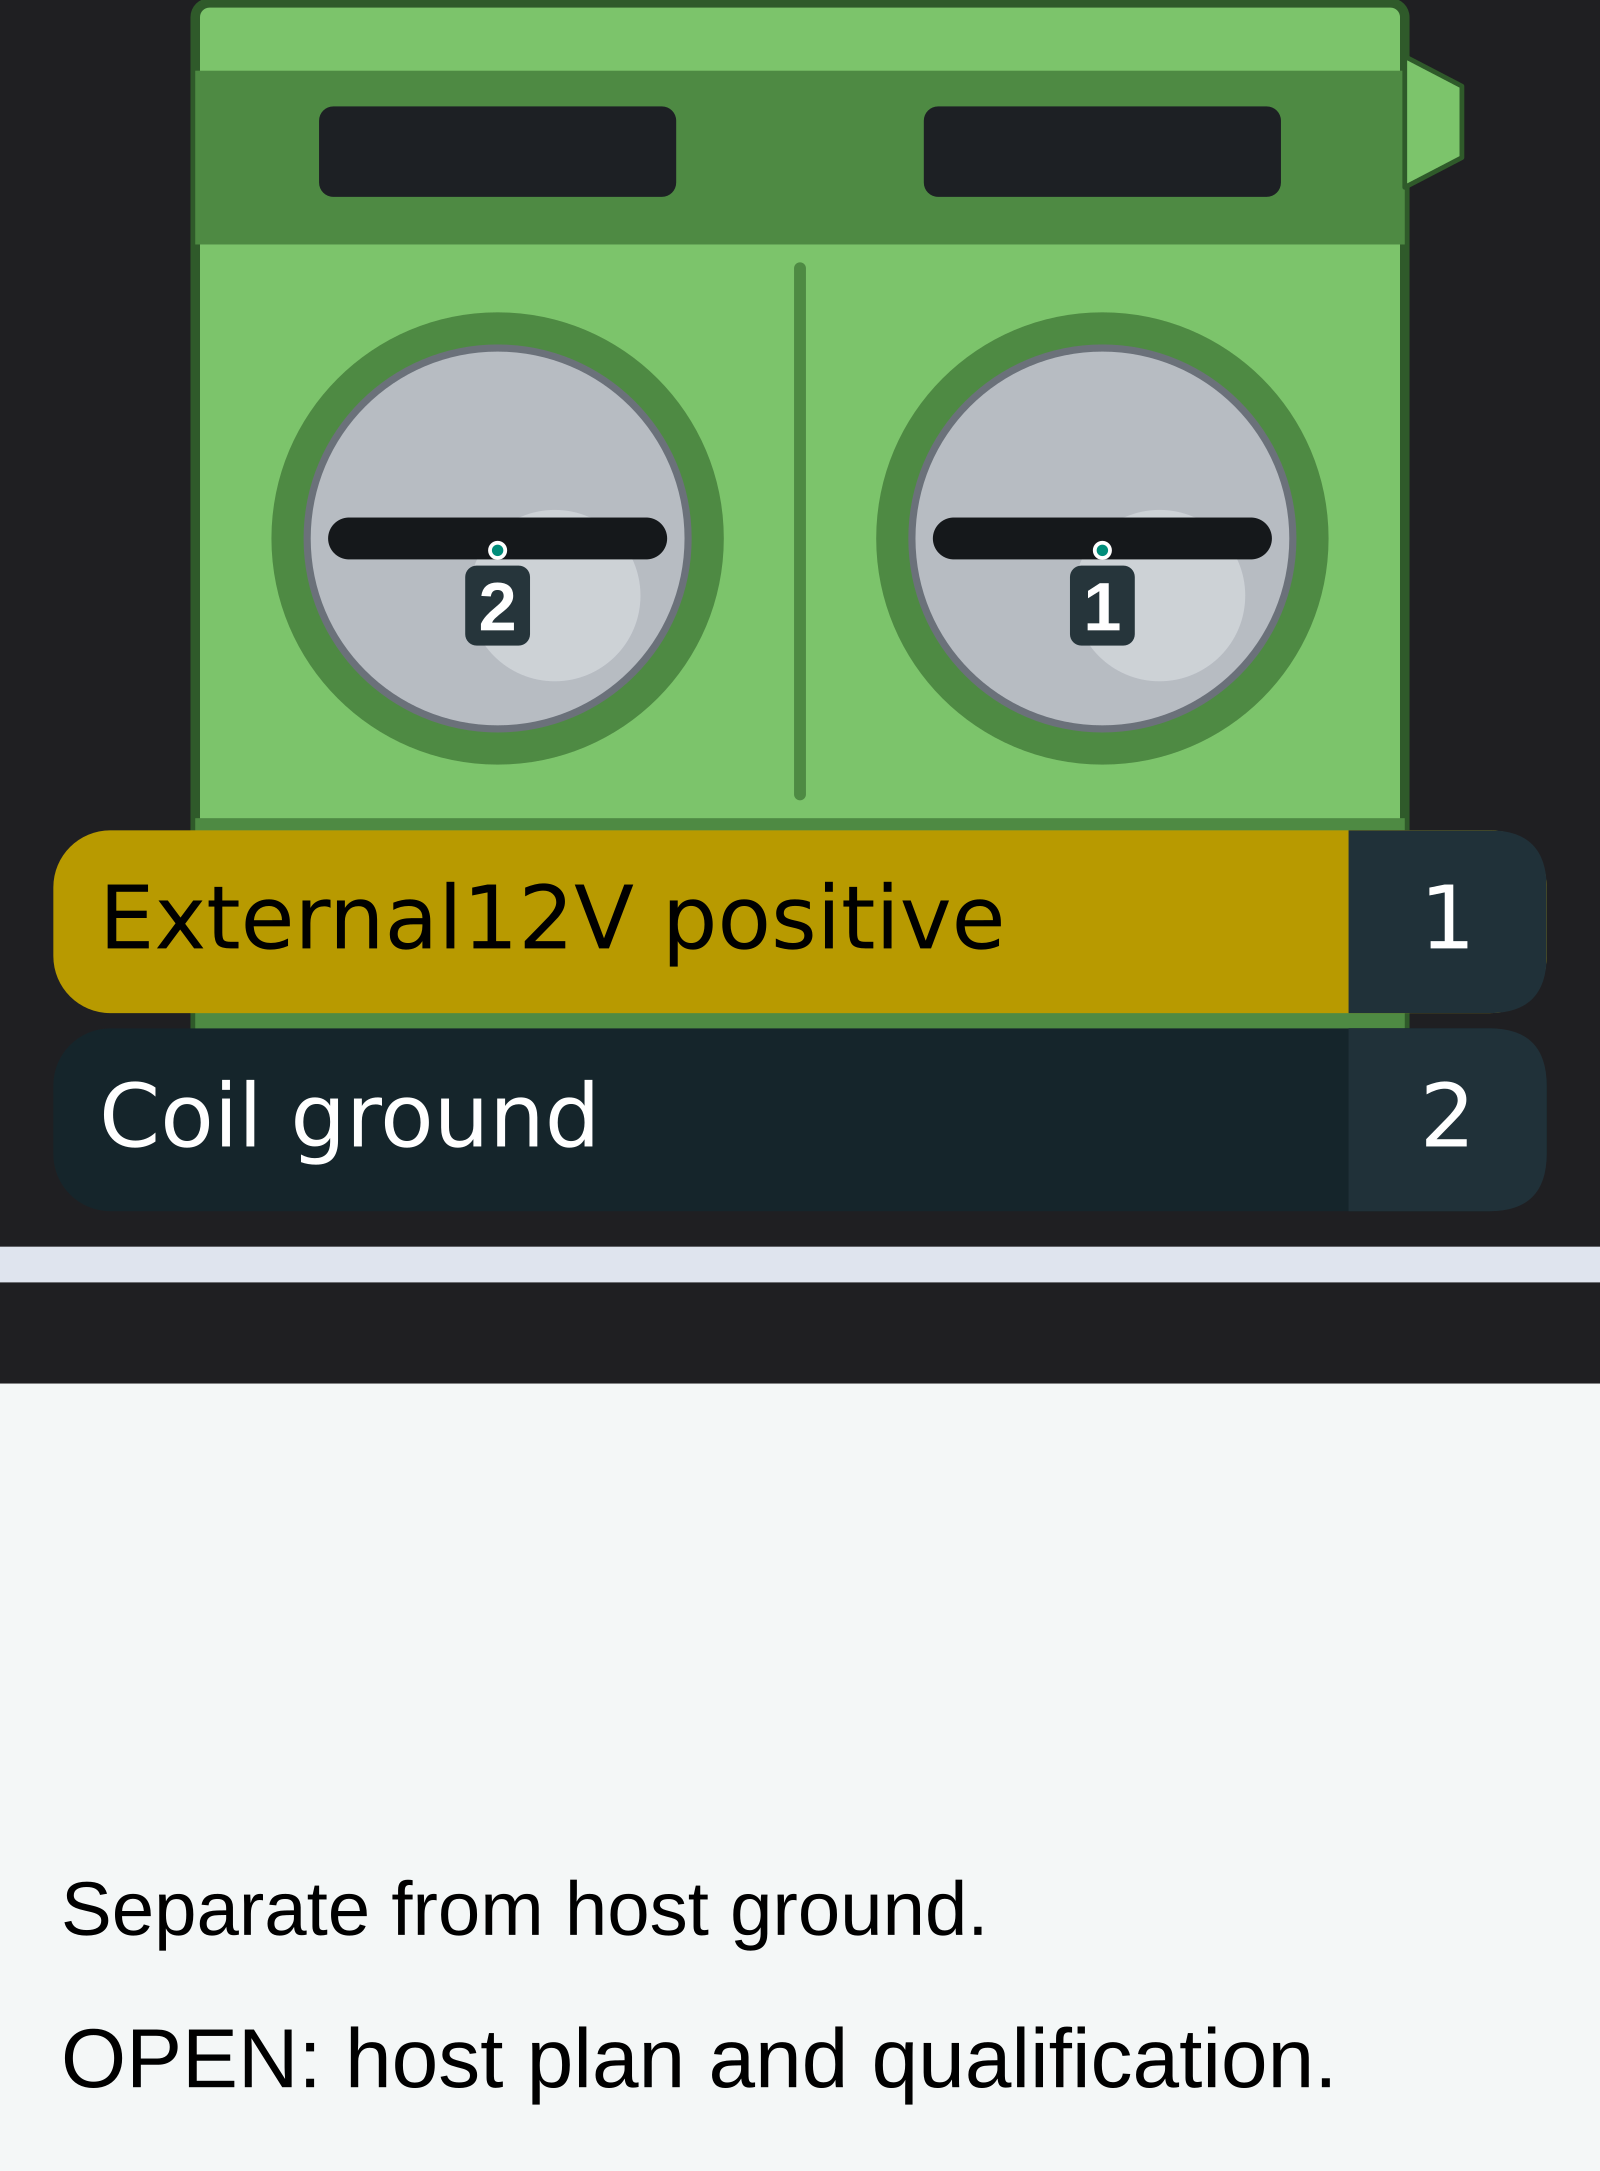 2 1
External12V positive 1
Coil ground 2
Separate from host ground.
OPEN: host plan and qualification.